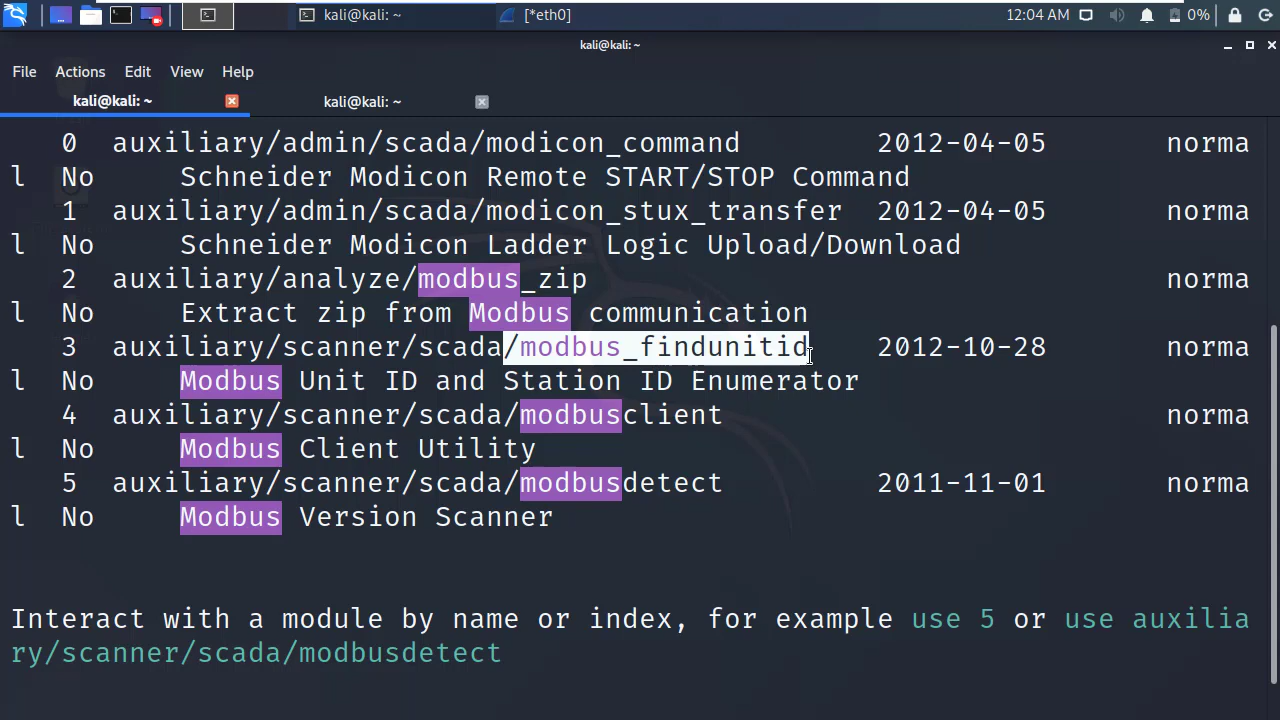 kali@kali: ~
[*eth0]
12:04 AM
0%
kali@kali: ~
File Actions Edit View Help
kali@kali: ~
kali@kali: ~
0 auxiliary/admin/scada/modicon_command 2012-04-05 norma
l No Schneider Modicon Remote START/STOP Command
1 auxiliary/admin/scada/modicon_stux_transfer 2012-04-05 norma
l No Schneider Modicon Ladder Logic Upload/Download
2 auxiliary/analyze/modbus_zip norma
l No Extract zip from Modbus communication
3 auxiliary/scanner/scada/modbus_findunitid 2012-10-28 norma
l No Modbus Unit ID and Station ID Enumerator
4 auxiliary/scanner/scada/modbusclient norma
l No Modbus Client Utility
5 auxiliary/scanner/scada/modbusdetect 2011-11-01 norma
l No Modbus Version Scanner
Interact with a module by name or index, for example use 5 or use auxilia
ry/scanner/scada/modbusdetect